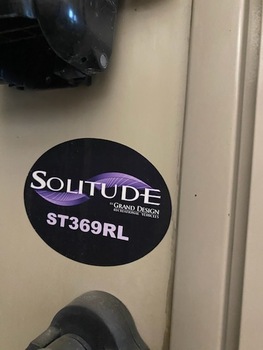 SOLITUDE
BY GRAND DESIGN
RECREATIONAL VEHICLES
ST369RL